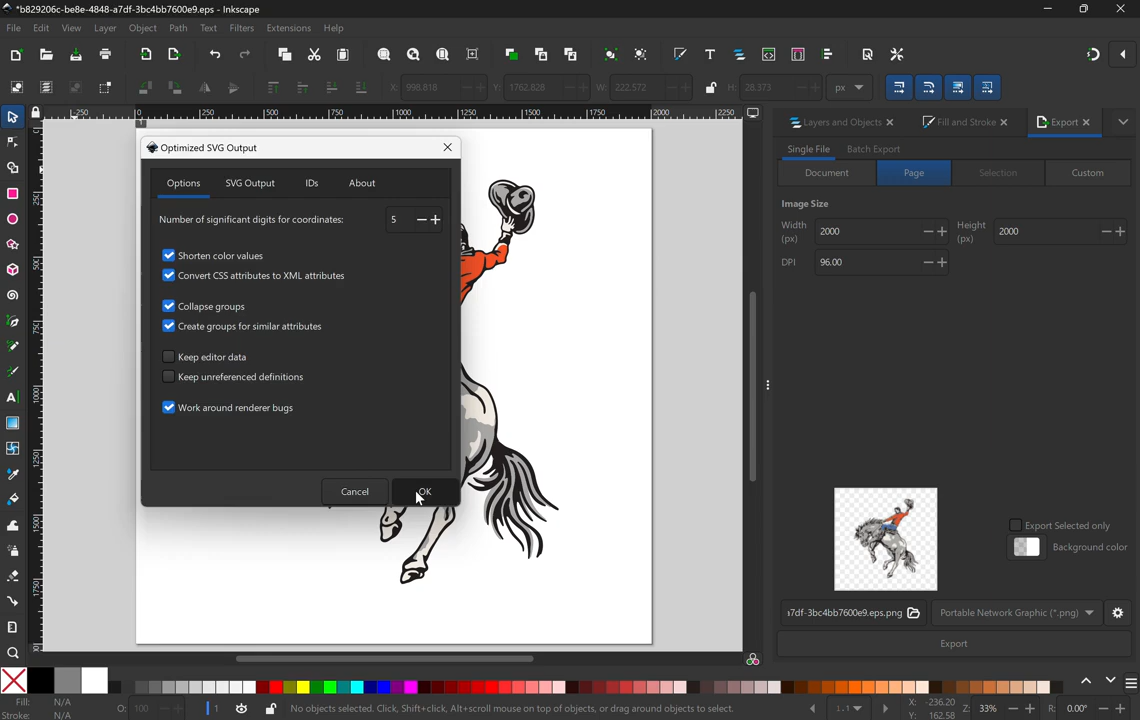 *b829206c-be8e-4848-a7df-3bc4bb7600e9.eps - Inkscape
File Edit View Layer Object Path Text Filters Extensions Help
X: 998.818 Y: 1762.828 W: 222.572 H: 28.373 px
Layers and Objects Fill and Stroke Export
Single File Batch Export
Document Page Selection Custom
Image Size
Width (px) 2000 Height (px) 2000
DPI 96.00
Optimized SVG Output
Options SVG Output IDs About
Number of significant digits for coordinates: 5
Shorten color values
Convert CSS attributes to XML attributes
Collapse groups
Create groups for similar attributes
Keep editor data
Keep unreferenced definitions
Work around renderer bugs
Cancel OK
Export Selected only
Background color
a7df-3bc4bb7600e9.eps.png Portable Network Graphic (*.png)
Export
Fill: N/A
Stroke: N/A
O: 100
1
No objects selected. Click, Shift+click, Alt+scroll mouse on top of objects, or drag around objects to select.
1.1
X: -236.20
Y: 162.58
Z: 33% R: 0.00°